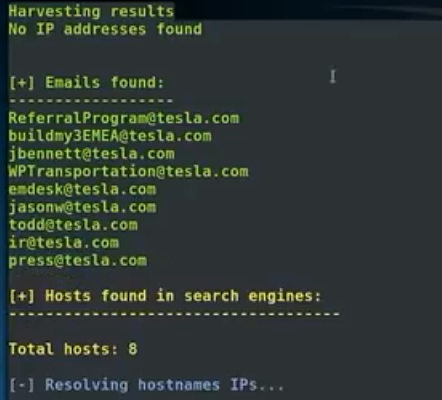 Harvesting results
No IP addresses found
[+] Emails found:
------------------
ReferralProgram@tesla.com
buildmy3EMEA@tesla.com
jbennett@tesla.com
WPTransportation@tesla.com
emdesk@tesla.com
jasonw@tesla.com
todd@tesla.com
ir@tesla.com
press@tesla.com
[+] Hosts found in search engines:
------------------------------------
Total hosts: 8
[-] Resolving hostnames IPs...